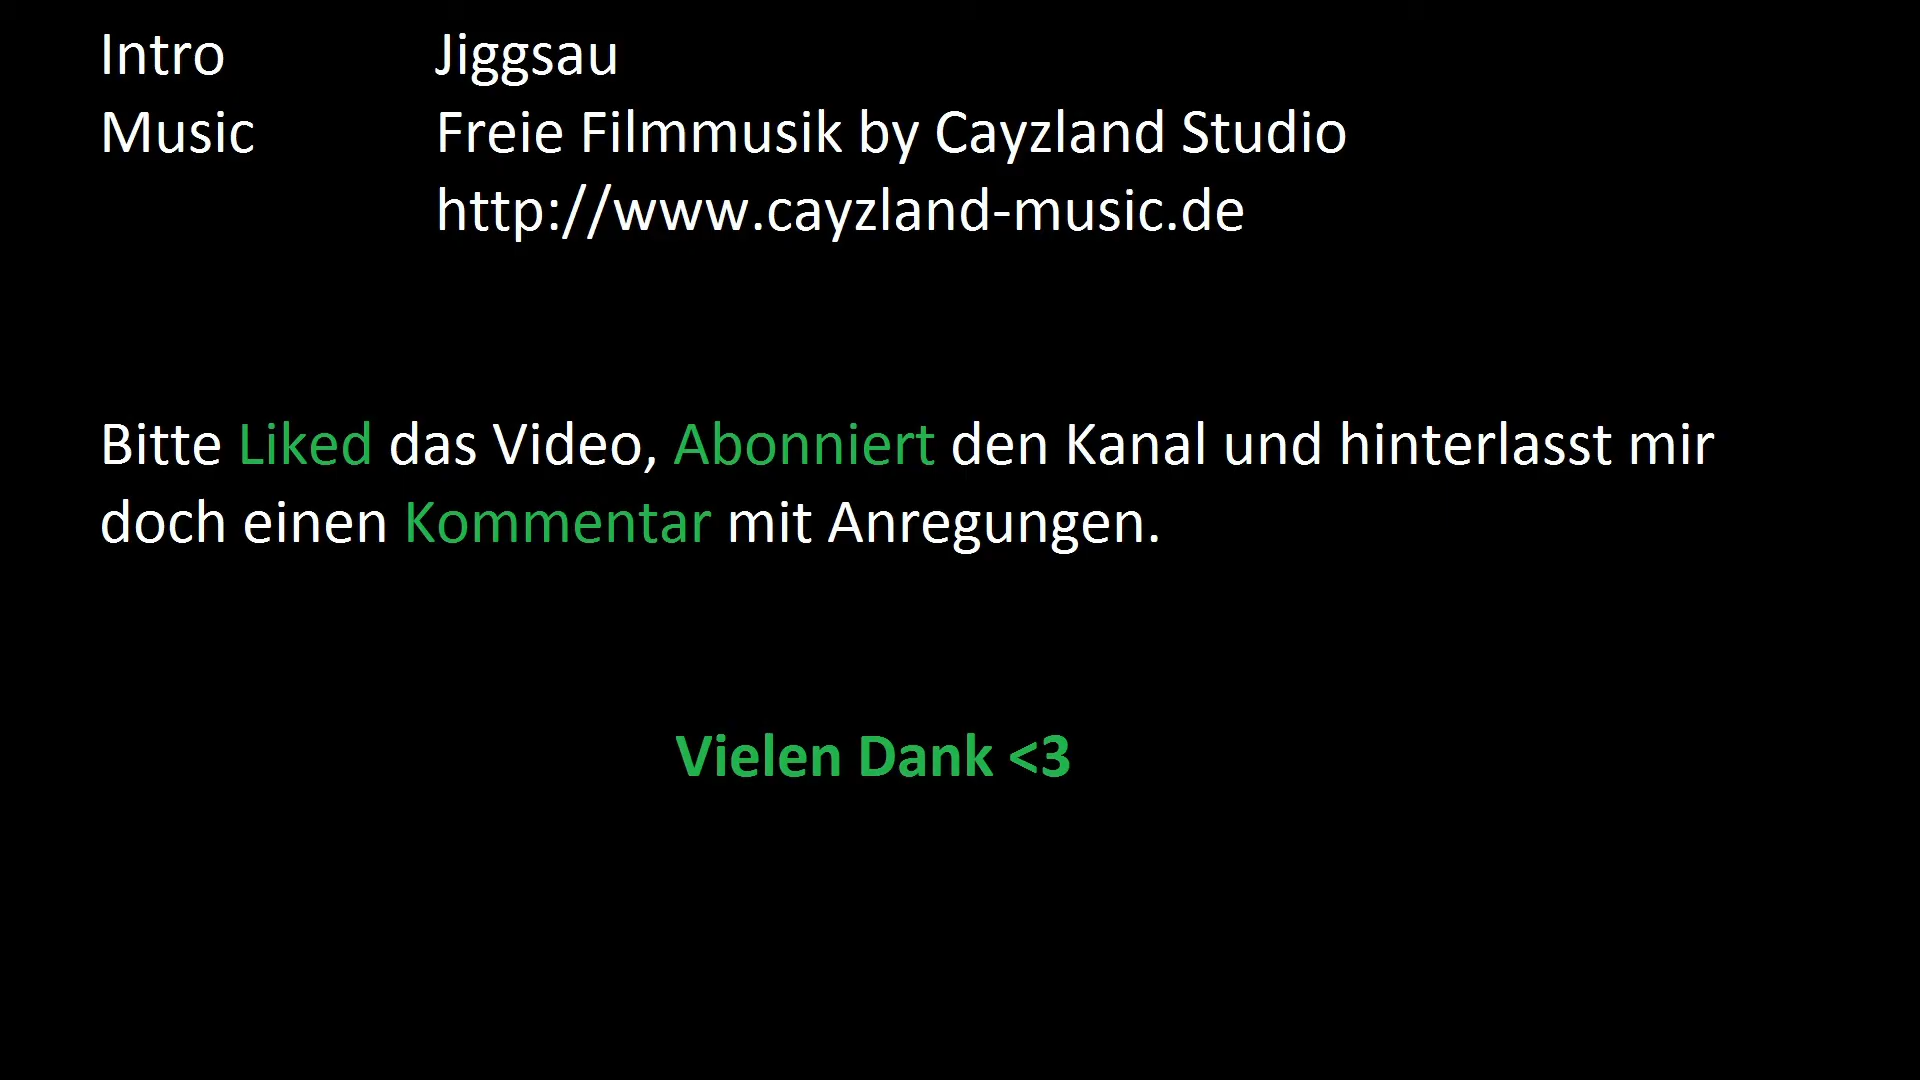 Intro Jiggsau
Music Freie Filmmusik by Cayzland Studio
http://www.cayzland-music.de
Bitte Liked das Video, Abonniert den Kanal und hinterlasst mir
doch einen Kommentar mit Anregungen.
Vielen Dank <3